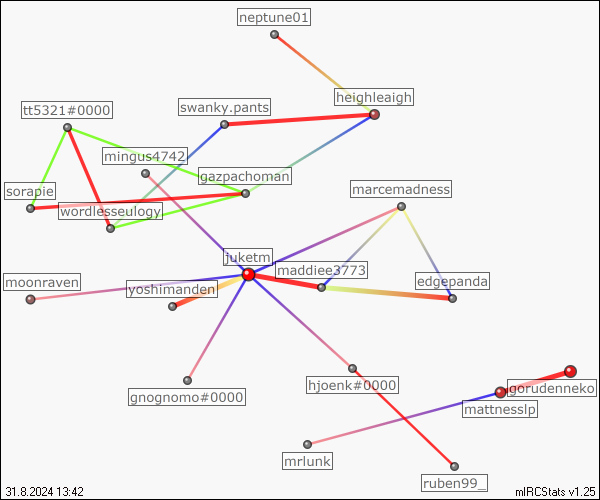 neptune01
heighleaigh
swanky.pants
tt5321#0000
mingus4742
gazpachoman
sorapie
marcemadness
wordlesseulogy
juketm
maddiee3773
moonraven
yoshimanden
edgepanda
gnognomo#0000
hjoenk#0000
gorudenneko
mattnesslp
mrlunk
ruben99_
31.8.2024 13:42
mIRCStats v1.25